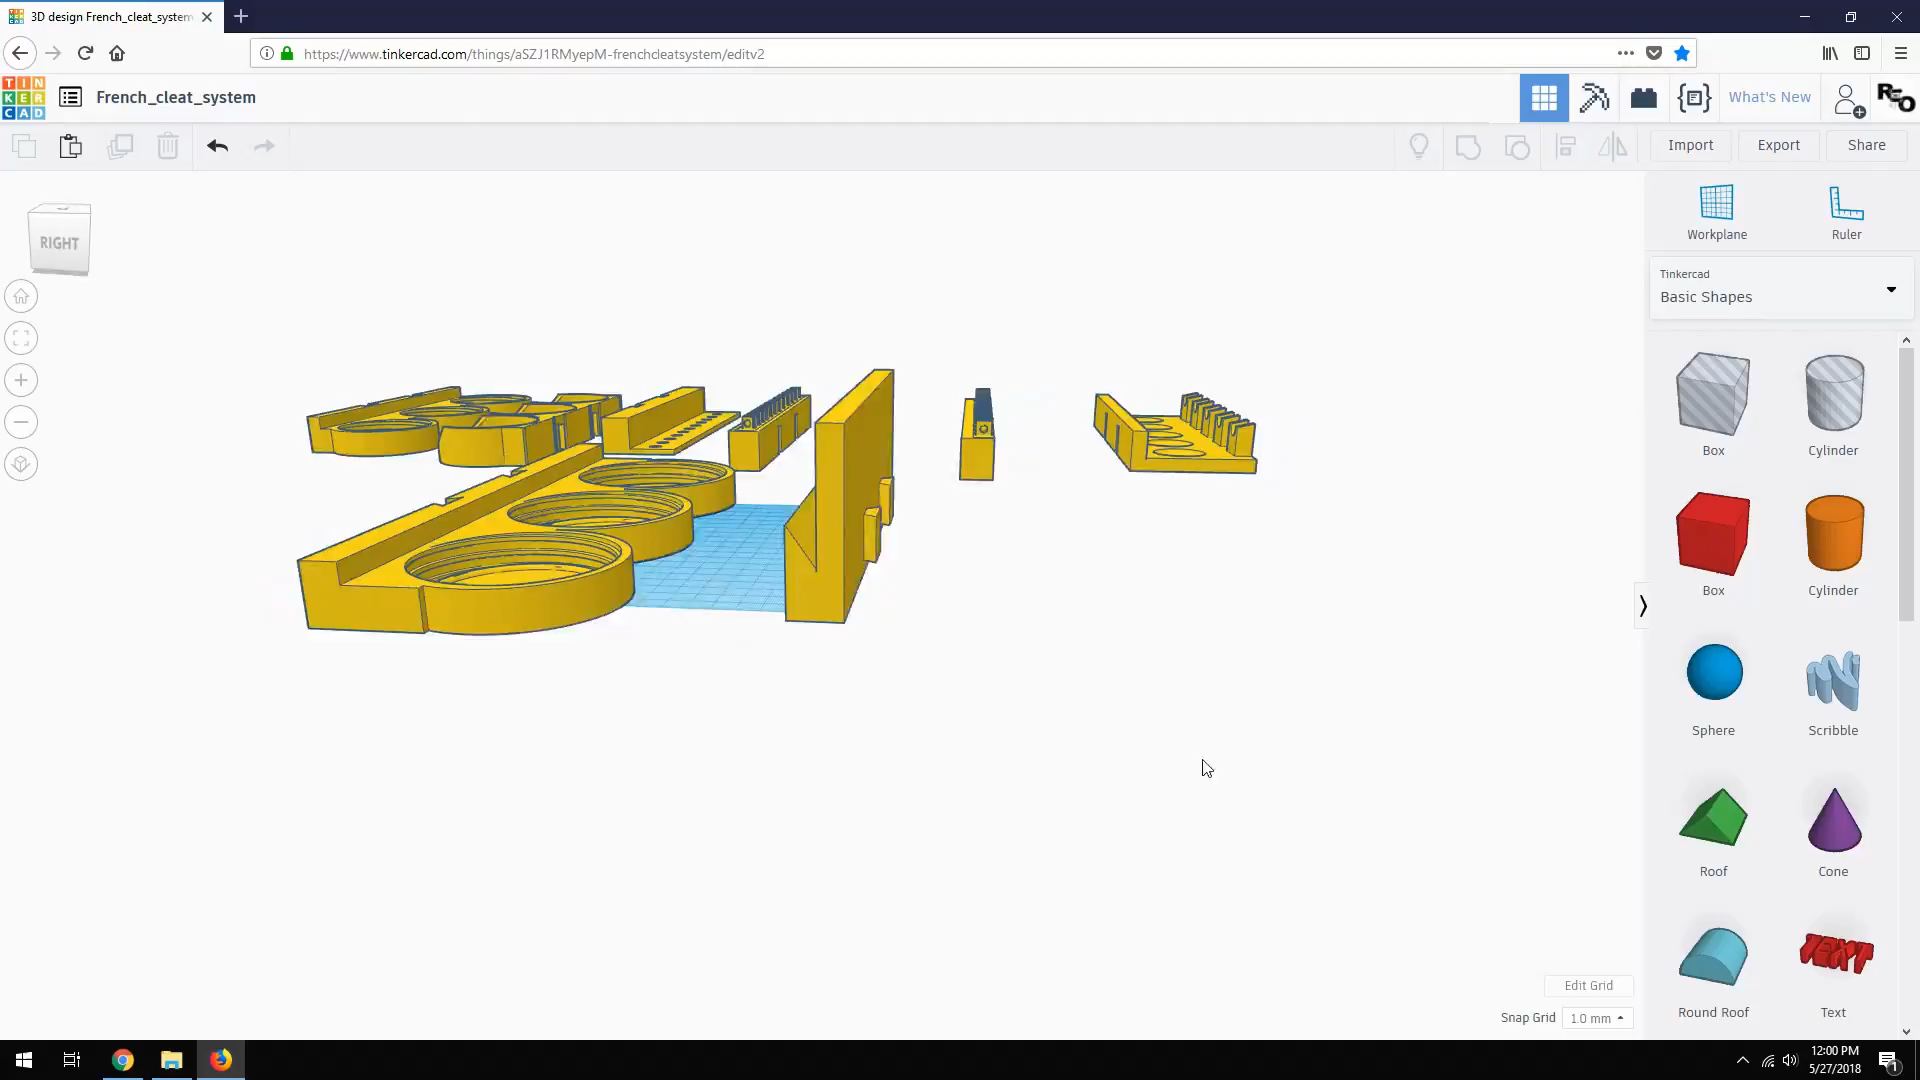 3D design French_cleat_system
https://www.tinkercad.com/things/aSZJ1RMyepM-frenchcleatsystem/editv2
TIN
KER
CAD
French_cleat_system
What's New
Import
Export
Share
RIGHT
Workplane
Ruler
Tinkercad
Basic Shapes
Box
Cylinder
Box
Cylinder
Sphere
Scribble
Roof
Cone
TEXT
Round Roof
Text
Edit Grid
Snap Grid
1.0 mm
12:00 PM
5/27/2018
1